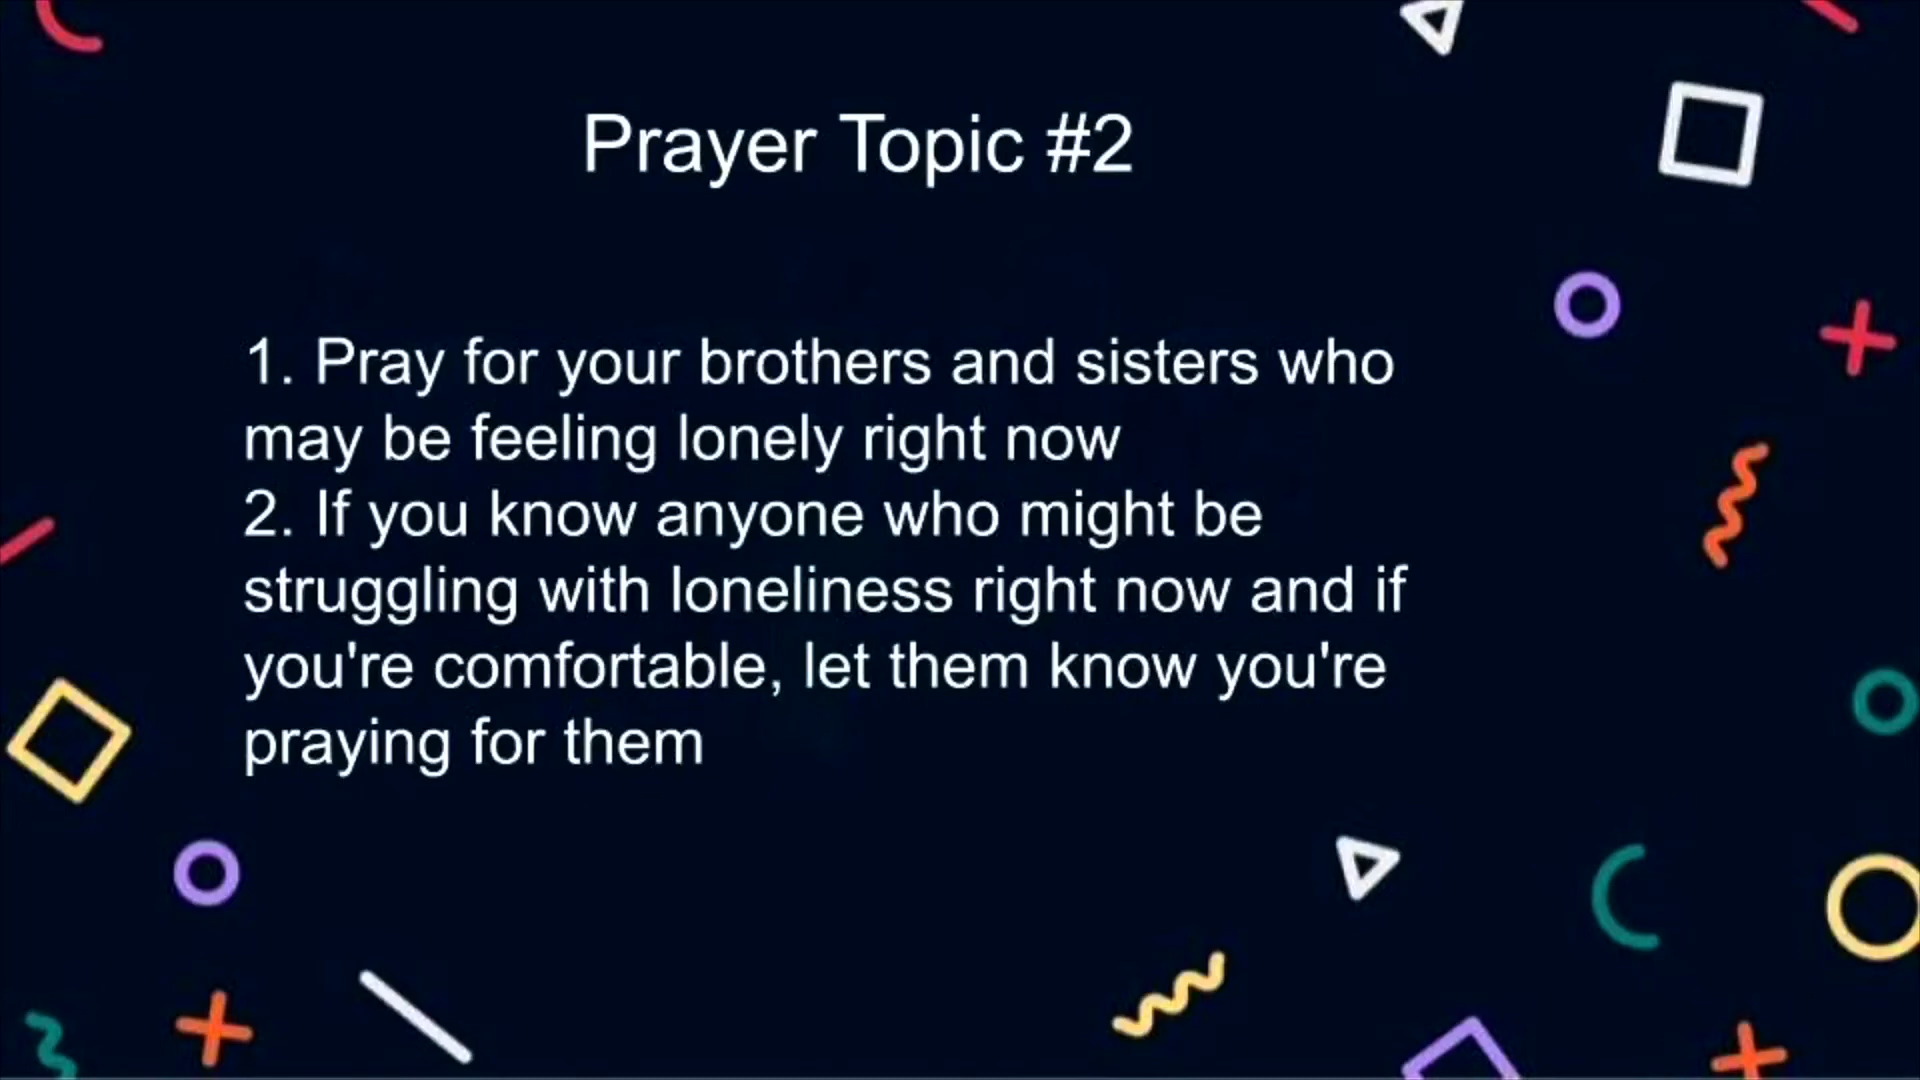 Prayer Topic #2
1. Pray for your brothers and sisters who
may be feeling lonely right now
2. If you know anyone who might be
struggling with loneliness right now and if
you're comfortable, let them know you're
praying for them